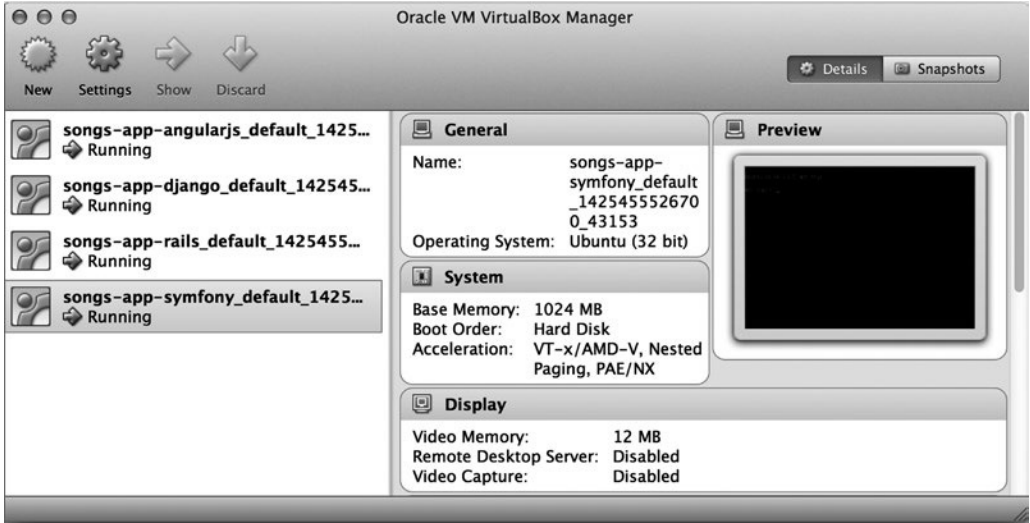 Oracle VM VirtualBox Manager
New
Settings
Show
Discard
Details
Snapshots
songs-app-angularjs_default_1425...
Running
songs-app-django_default_142545...
Running
songs-app-rails_default_1425455...
Running
songs-app-symfony_default_1425...
Running
General
Name: songs-app-
symfony_default
_142545552670
0_43153
Operating System: Ubuntu (32 bit)
System
Base Memory: 1024 MB
Boot Order: Hard Disk
Acceleration: VT-x/AMD-V, Nested
Paging, PAE/NX
Preview
Display
Video Memory: 12 MB
Remote Desktop Server: Disabled
Video Capture: Disabled